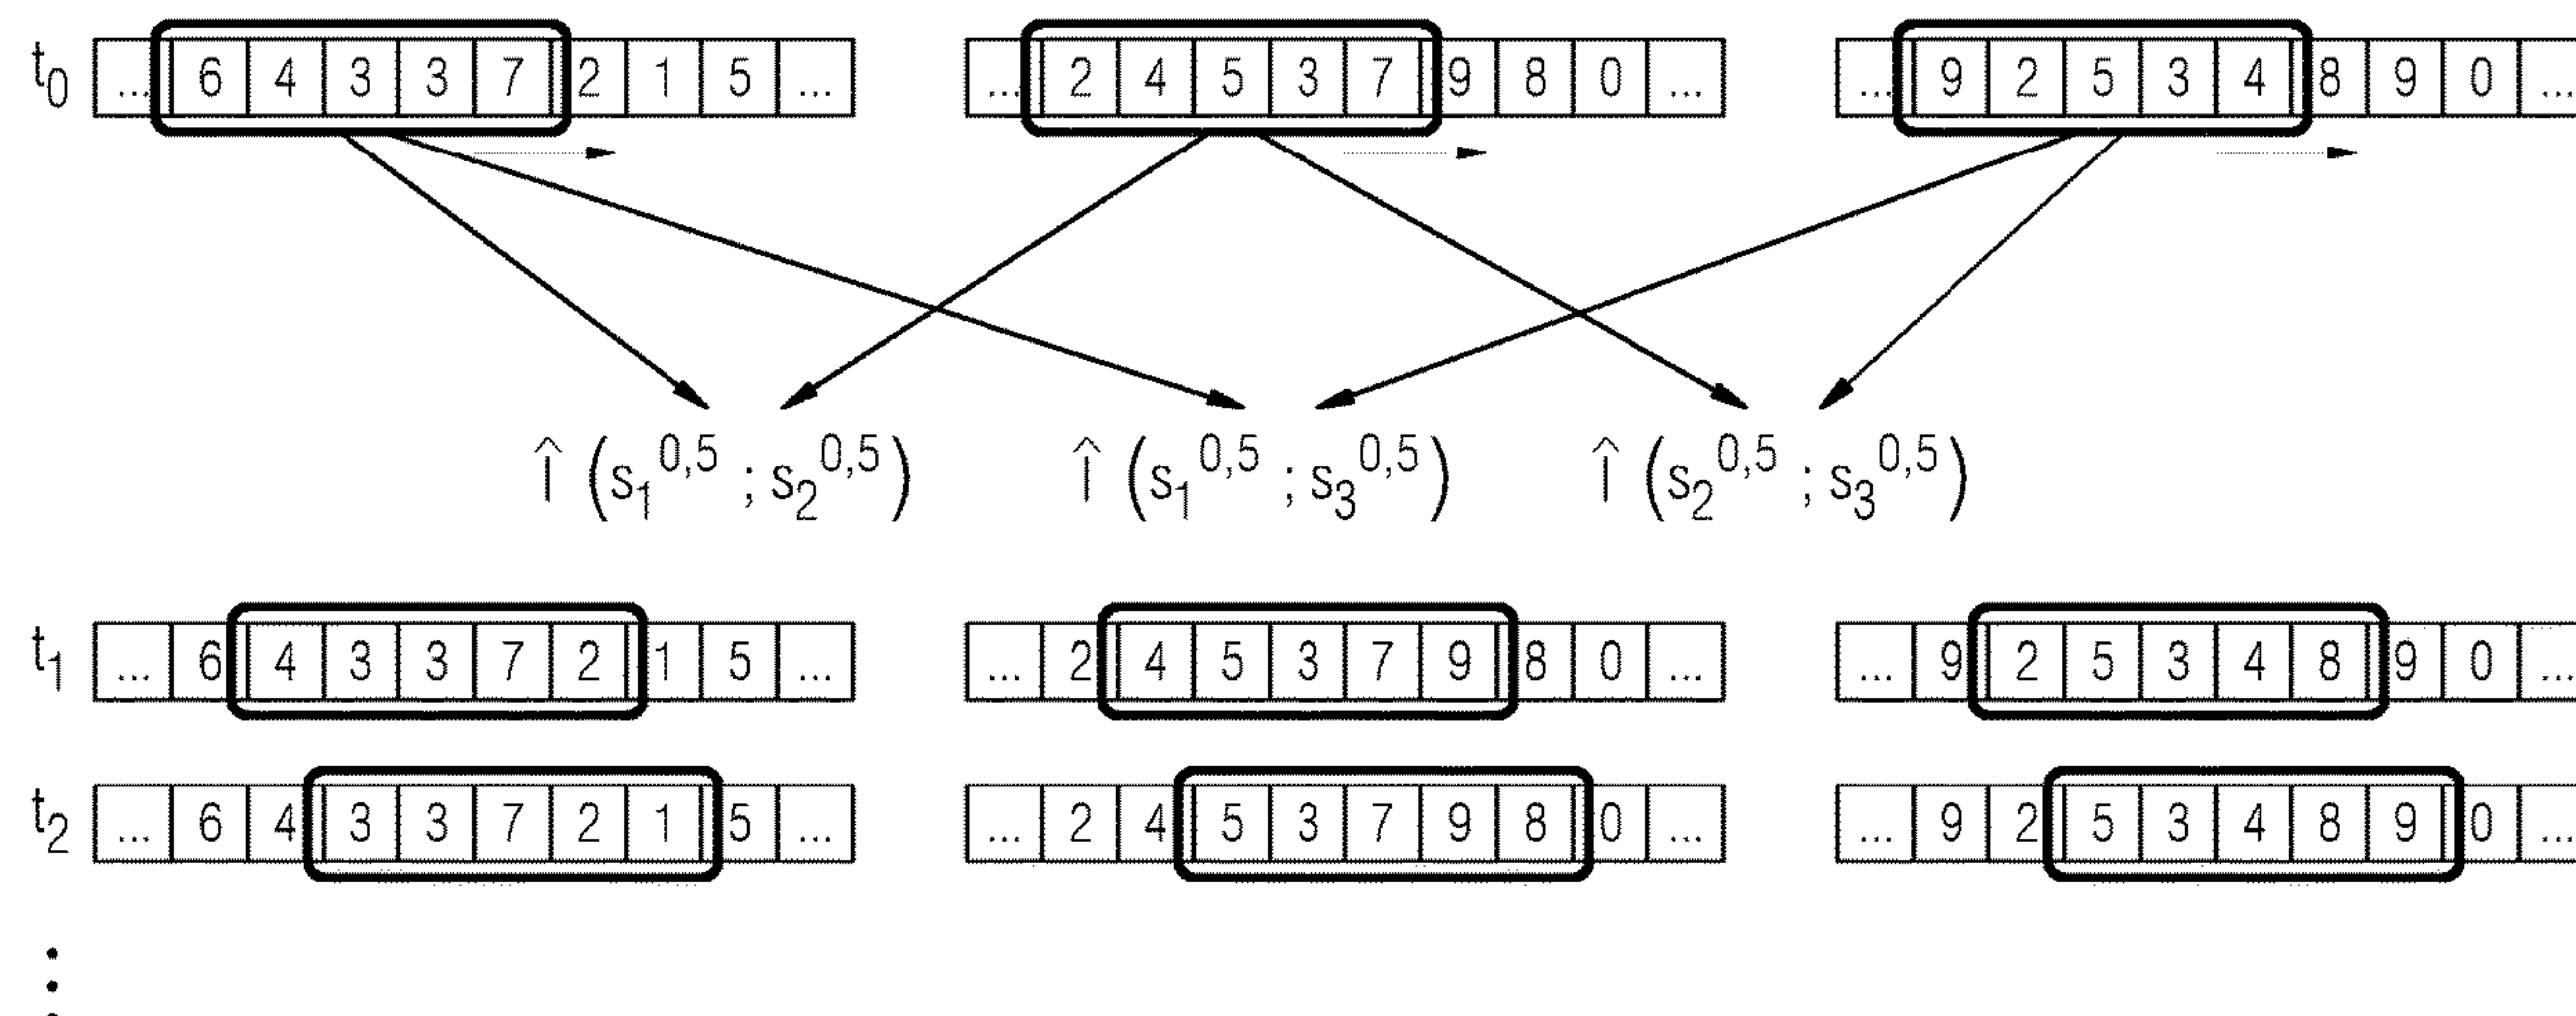 t₀ ... 6 4 3 3 7 2 1 5 ... ... 2 4 5 3 7 9 8 0 ... ... 9 2 5 3 4 8 9 0 ...
Î (s₁^0,5 ; s₂^0,5) Î (s₁^0,5 ; s₃^0,5) Î (s₂^0,5 ; s₃^0,5)
t₁ ... 6 4 3 3 7 2 1 5 ... ... 2 4 5 3 7 9 8 0 ... ... 9 2 5 3 4 8 9 0 ...
t₂ ... 6 4 3 3 7 2 1 5 ... ... 2 4 5 3 7 9 8 0 ... ... 9 2 5 3 4 8 9 0 ...